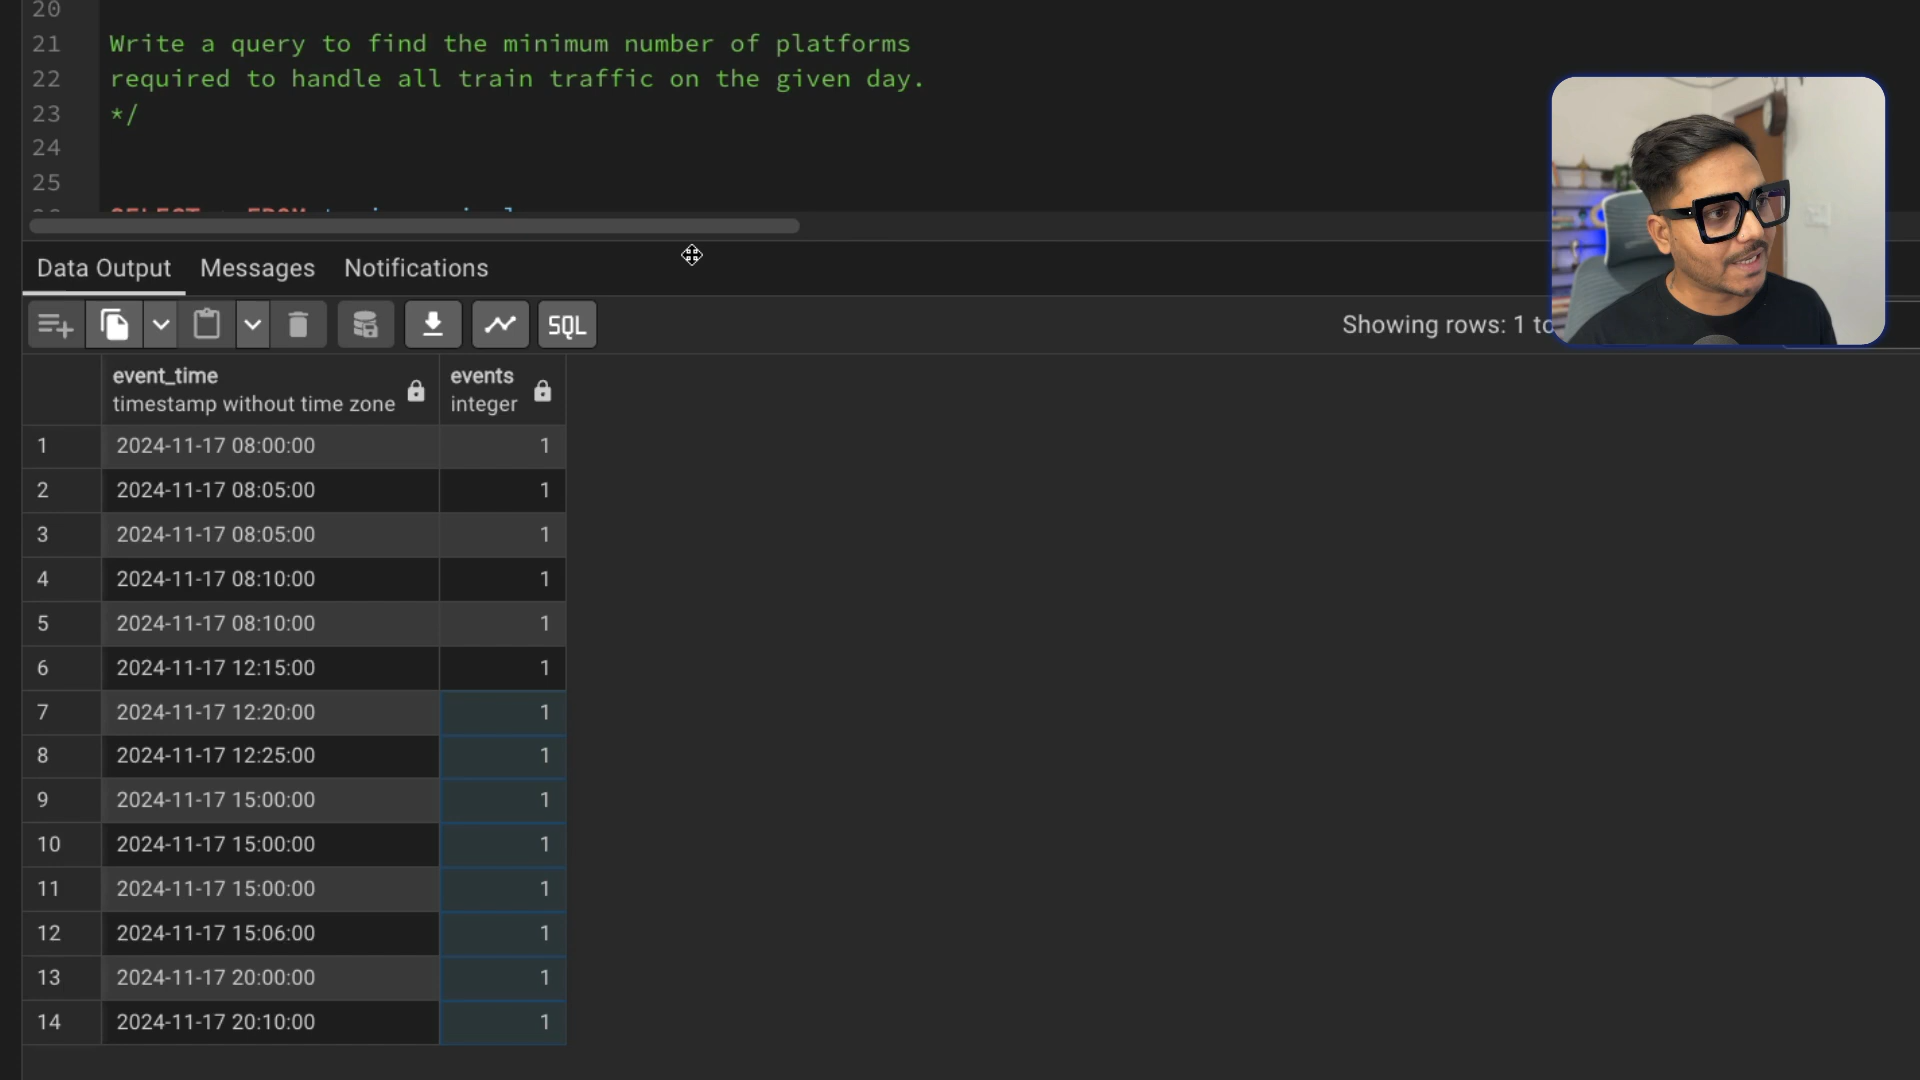 20
21 Write a query to find the minimum number of platforms
22 required to handle all train traffic on the given day.
23 */
24
25
Data Output Messages Notifications
SQL
Showing rows: 1 to
event_time events
timestamp without time zone integer
1 2024-11-17 08:00:00 1
2 2024-11-17 08:05:00 1
3 2024-11-17 08:05:00 1
4 2024-11-17 08:10:00 1
5 2024-11-17 08:10:00 1
6 2024-11-17 12:15:00 1
7 2024-11-17 12:20:00 1
8 2024-11-17 12:25:00 1
9 2024-11-17 15:00:00 1
10 2024-11-17 15:00:00 1
11 2024-11-17 15:00:00 1
12 2024-11-17 15:06:00 1
13 2024-11-17 20:00:00 1
14 2024-11-17 20:10:00 1